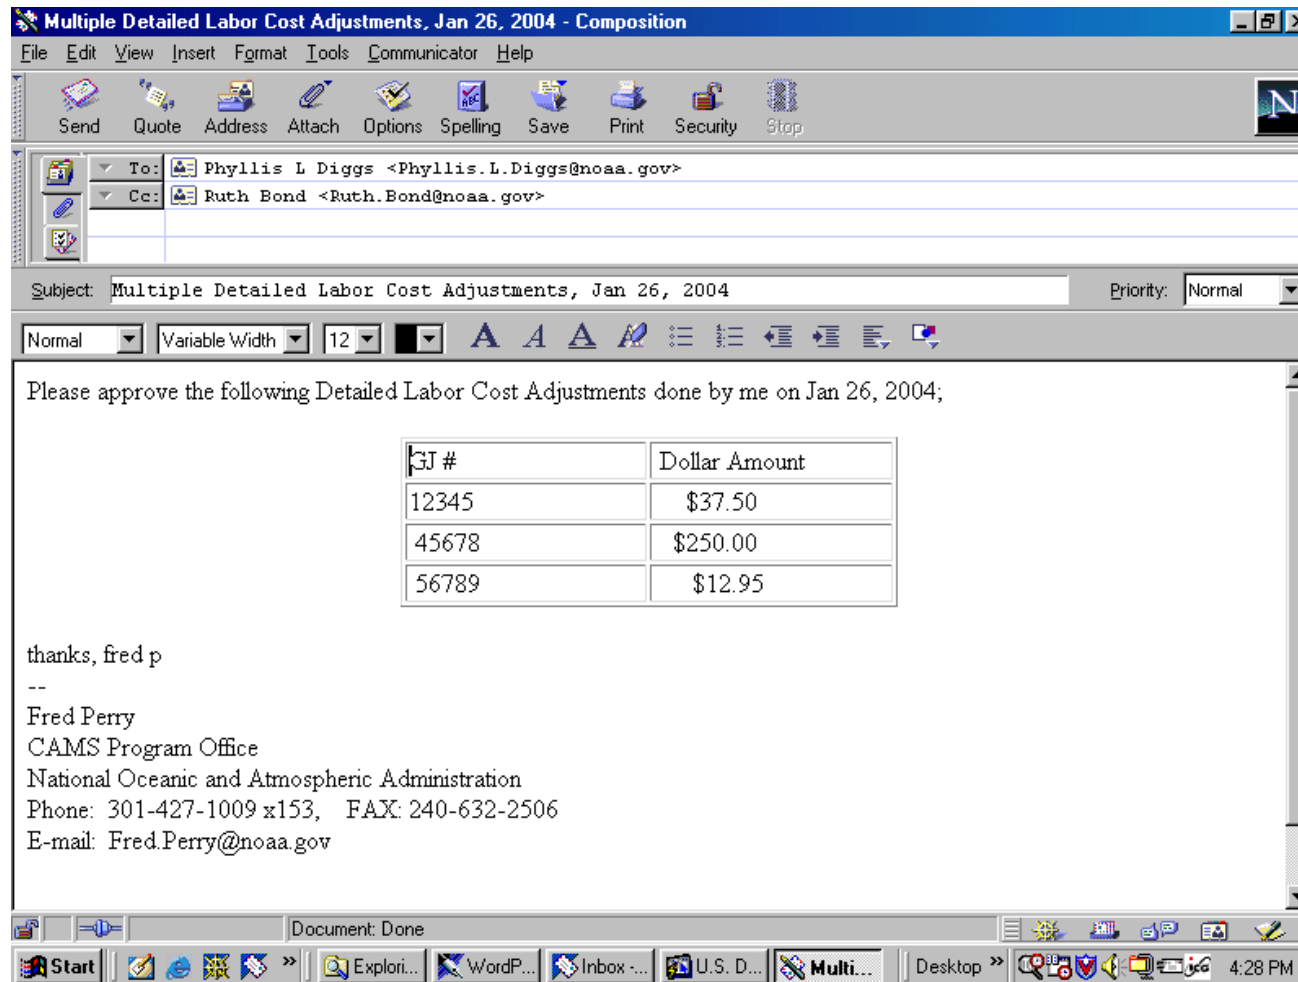 Multiple Detailed Labor Cost Adjustments, Jan 26, 2004 - Composition
File Edit View Insert Format Tools Communicator Help
Send Quote Address Attach Options Spelling Save Print Security Stop
N
To: Phyllis L Diggs <Phyllis.L.Diggs@noaa.gov>
Cc: Ruth Bond <Ruth.Bond@noaa.gov>
Subject: Multiple Detailed Labor Cost Adjustments, Jan 26, 2004 Priority: Normal
Normal Variable Width 12 A A A
Please approve the following Detailed Labor Cost Adjustments done by me on Jan 26, 2004;
GJ # Dollar Amount
12345 $37.50
45678 $250.00
56789 $12.95
thanks, fred p
--
Fred Perry
CAMS Program Office
National Oceanic and Atmospheric Administration
Phone: 301-427-1009 x153, FAX: 240-632-2506
E-mail: Fred.Perry@noaa.gov
Document: Done
Start » Explori... WordP... Inbox -... U.S. D... Multi... Desktop » 4:28 PM